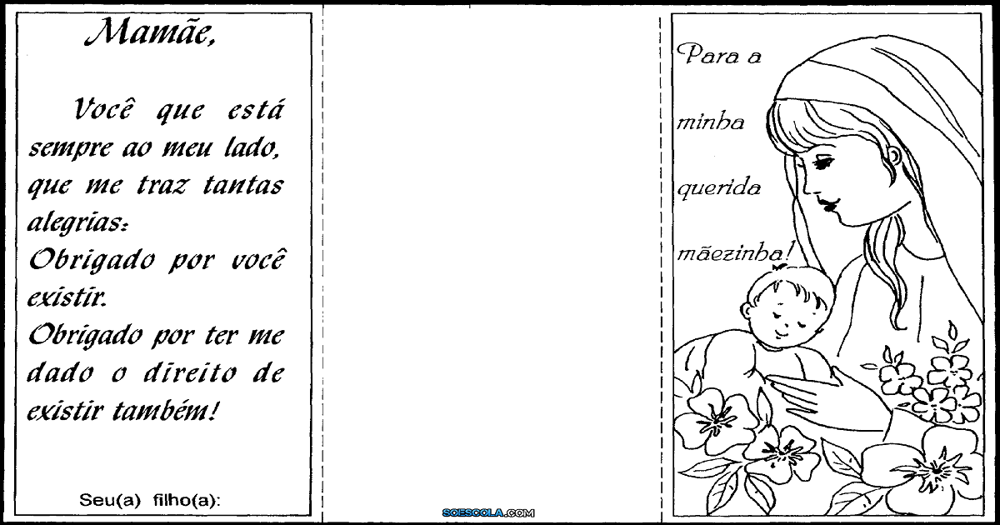 Mamãe,
Você que está
sempre ao meu lado,
que me traz tantas
alegrias:
Obrigado por você
existir.
Obrigado por ter me
dado o direito de
existir também!
Seu(a) filho(a):
SOESCOLA.COM
Para a
minha
querida
mãezinha!